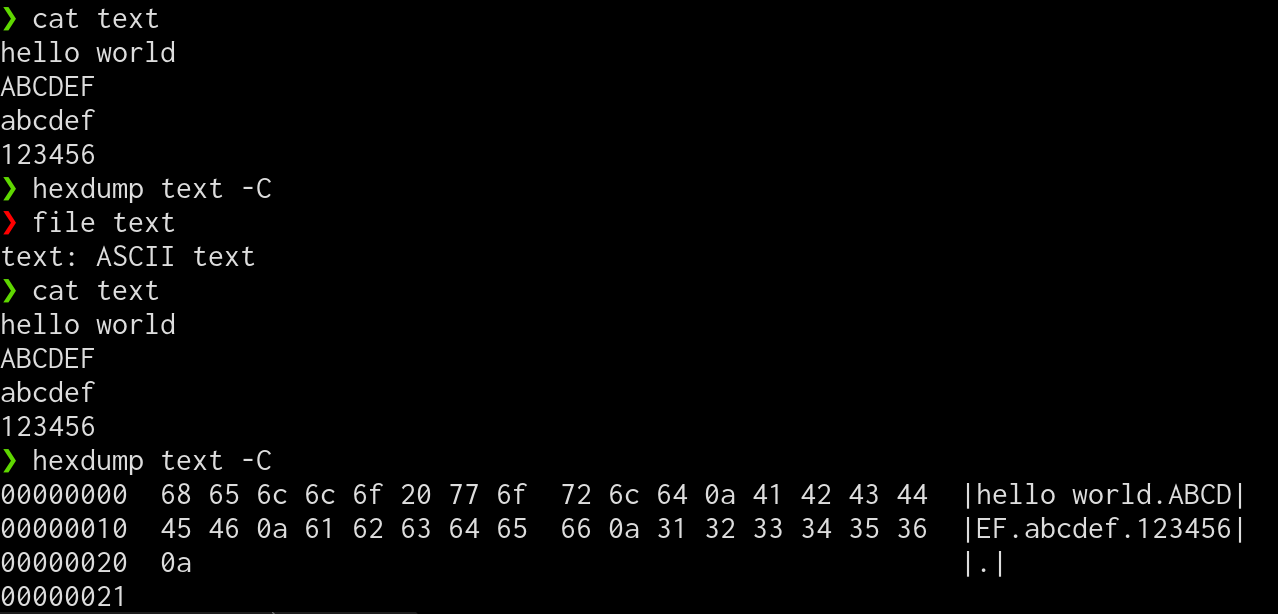 ❯ cat text
hello world
ABCDEF
abcdef
123456
❯ hexdump text -C
❯ file text
text: ASCII text
❯ cat text
hello world
ABCDEF
abcdef
123456
❯ hexdump text -C
00000000  68 65 6c 6c 6f 20 77 6f  72 6c 64 0a 41 42 43 44  |hello world.ABCD|
00000010  45 46 0a 61 62 63 64 65  66 0a 31 32 33 34 35 36  |EF.abcdef.123456|
00000020  0a                                                |.|
00000021